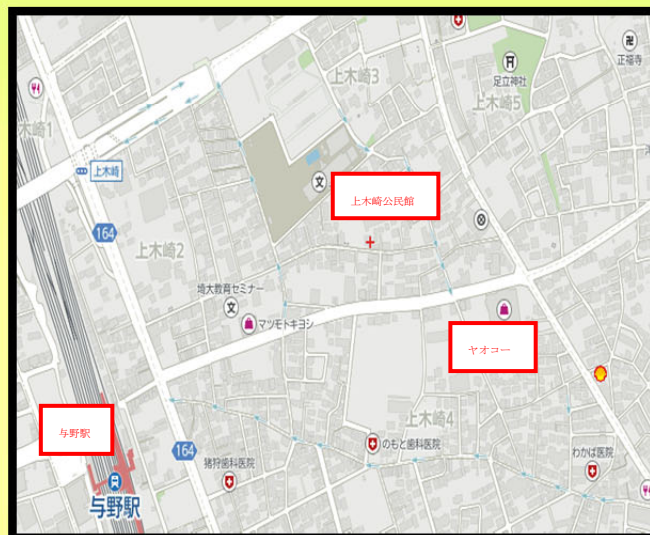 上木崎3
足立神社
正福寺
上木崎5
木崎1
上木崎
文
上木崎公民館
164
上木崎2
埼大教育セミナー
文
マツモトキヨシ
ヤオコー
与野駅
上木崎4
164
のもと歯科医院
猪狩歯科医院
わかば医院
与野駅